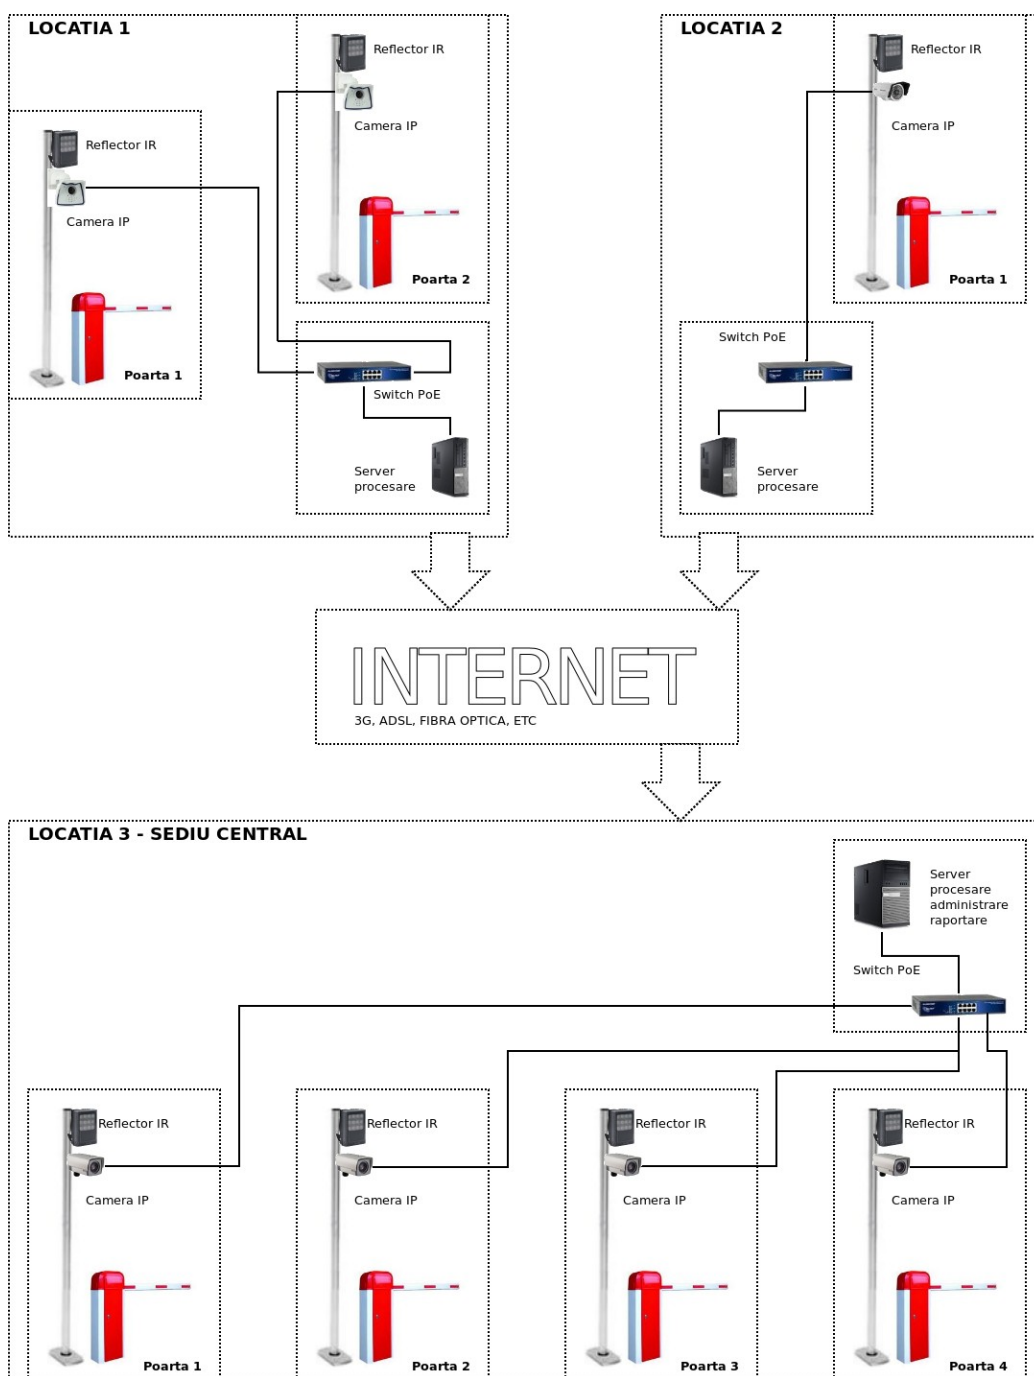 LOCATIA 1
Reflector IR
Camera IP
Poarta 2
Reflector IR
Camera IP
Poarta 1
Switch PoE
Server
procesare
LOCATIA 2
Reflector IR
Camera IP
Poarta 1
Switch PoE
Server
procesare
INTERNET
3G, ADSL, FIBRA OPTICA, ETC
LOCATIA 3 - SEDIU CENTRAL
Server
procesare
administrare
raportare
Switch PoE
Reflector IR
Camera IP
Poarta 1
Reflector IR
Camera IP
Poarta 2
Reflector IR
Camera IP
Poarta 3
Reflector IR
Camera IP
Poarta 4